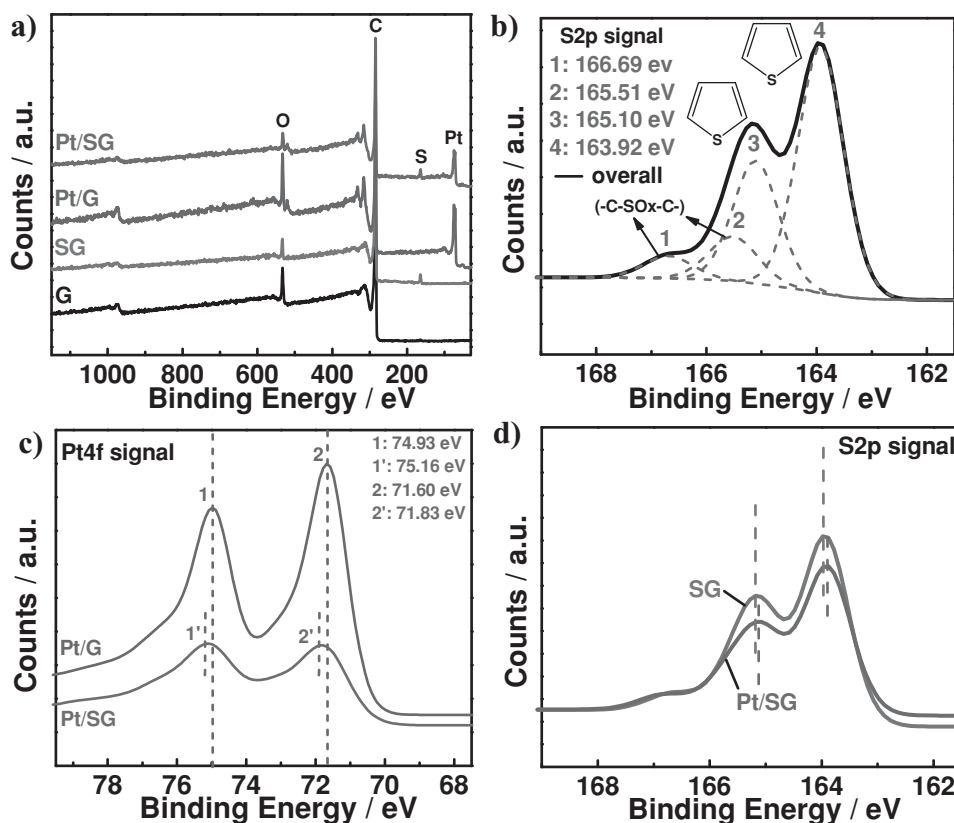 a)
C
O
S
Pt
Pt/SG
Pt/G
SG
G
Counts / a.u.
1000 800 600 400 200
Binding Energy / eV
b)
S2p signal
1: 166.69 ev
2: 165.51 eV
3: 165.10 eV
4: 163.92 eV
overall
(-C-SOx-C-)
1
2
3
4
S
S
Counts / a.u.
168 166 164 162
Binding Energy / eV
c)
Pt4f signal
1: 74.93 eV
1': 75.16 eV
2: 71.60 eV
2': 71.83 eV
1
2
1'
2'
Pt/G
Pt/SG
Counts / a.u.
78 76 74 72 70 68
Binding Energy / eV
d)
S2p signal
SG
Pt/SG
Counts / a.u.
168 166 164 162
Binding Energy / eV